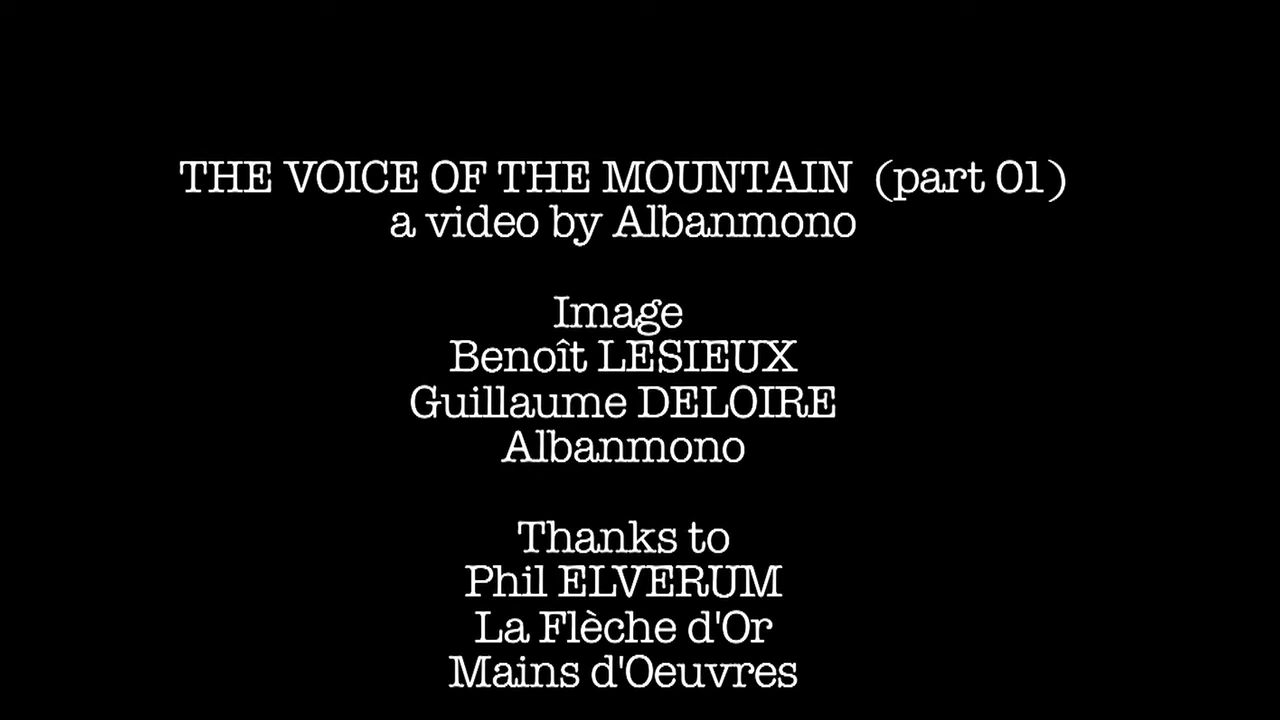 THE VOICE OF THE MOUNTAIN (part 01)
a video by Albanmono
Image
Benoît LESIEUX
Guillaume DELOIRE
Albanmono
Thanks to
Phil ELVERUM
La Flèche d'Or
Mains d'Oeuvres